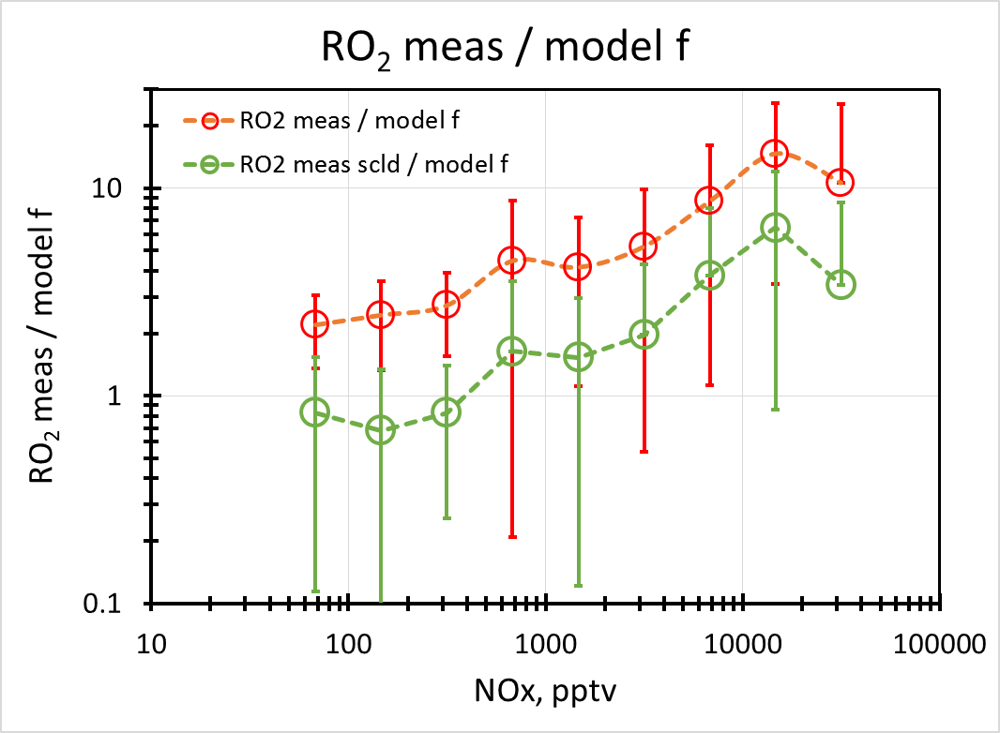 RO₂ meas / model f
RO2 meas / model f
RO2 meas scld / model f
10
1
0.1
RO₂ meas / model f
10
100
1000
10000
100000
NOx, pptv